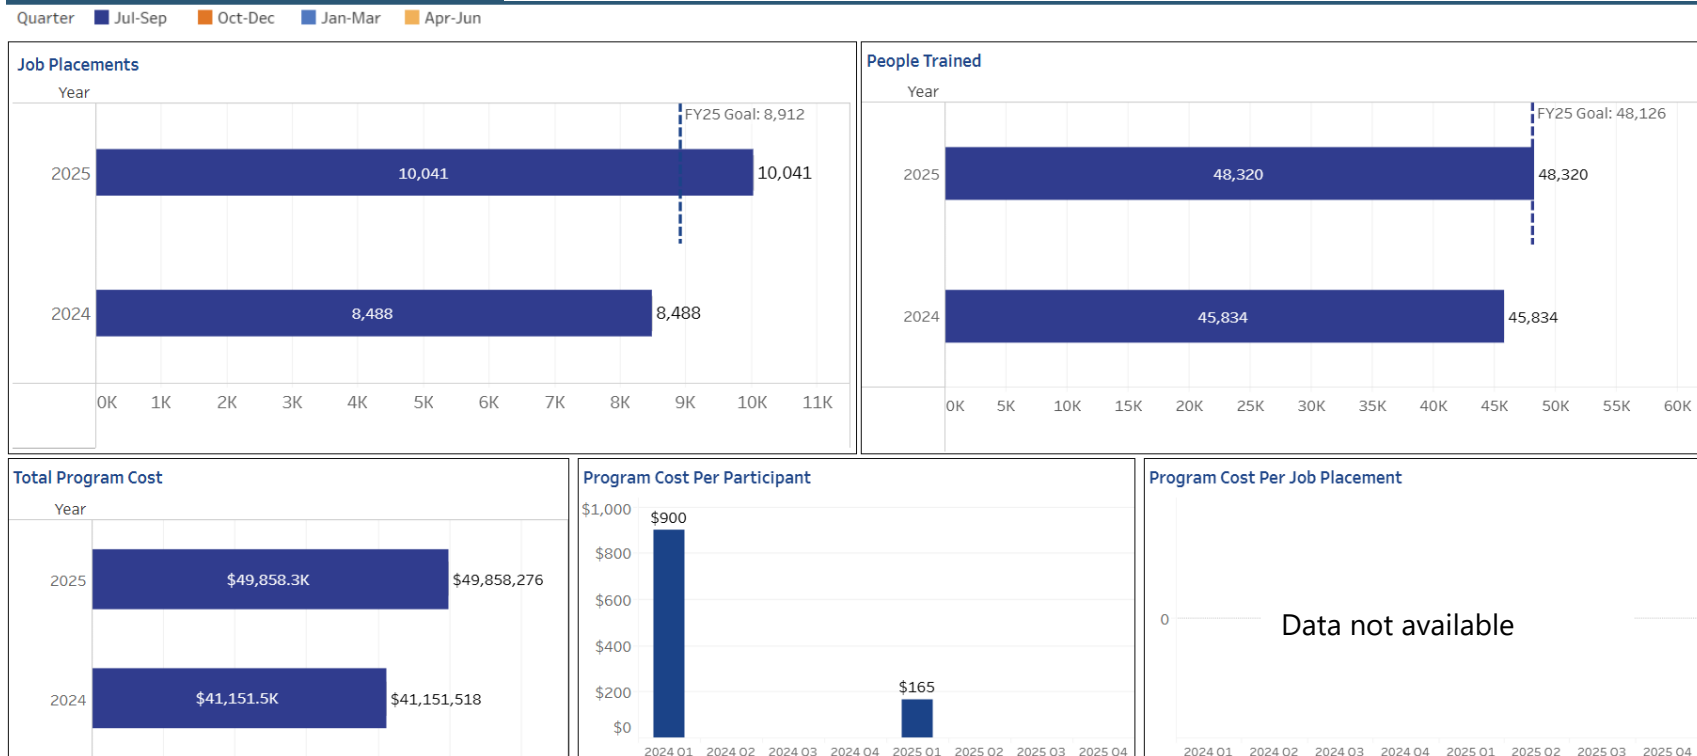 Quarter Jul-Sep Oct-Dec Jan-Mar Apr-Jun
Job Placements
Year
FY25 Goal: 8,912
2025 10,041 10,041
2024 8,488 8,488
0K 1K 2K 3K 4K 5K 6K 7K 8K 9K 10K 11K
People Trained
Year
FY25 Goal: 48,126
2025 48,320 48,320
2024 45,834 45,834
0K 5K 10K 15K 20K 25K 30K 35K 40K 45K 50K 55K 60K
Total Program Cost
Year
2025 $49,858.3K $49,858,276
2024 $41,151.5K $41,151,518
Program Cost Per Participant
$1,000
$900
$800
$600
$400
$200
$165
$0
2024 Q1 2024 Q2 2024 Q3 2024 Q4 2025 Q1 2025 Q2 2025 Q3 2025 Q4
Program Cost Per Job Placement
0
Data not available
2024 Q1 2024 Q2 2024 Q3 2024 Q4 2025 Q1 2025 Q2 2025 Q3 2025 Q4